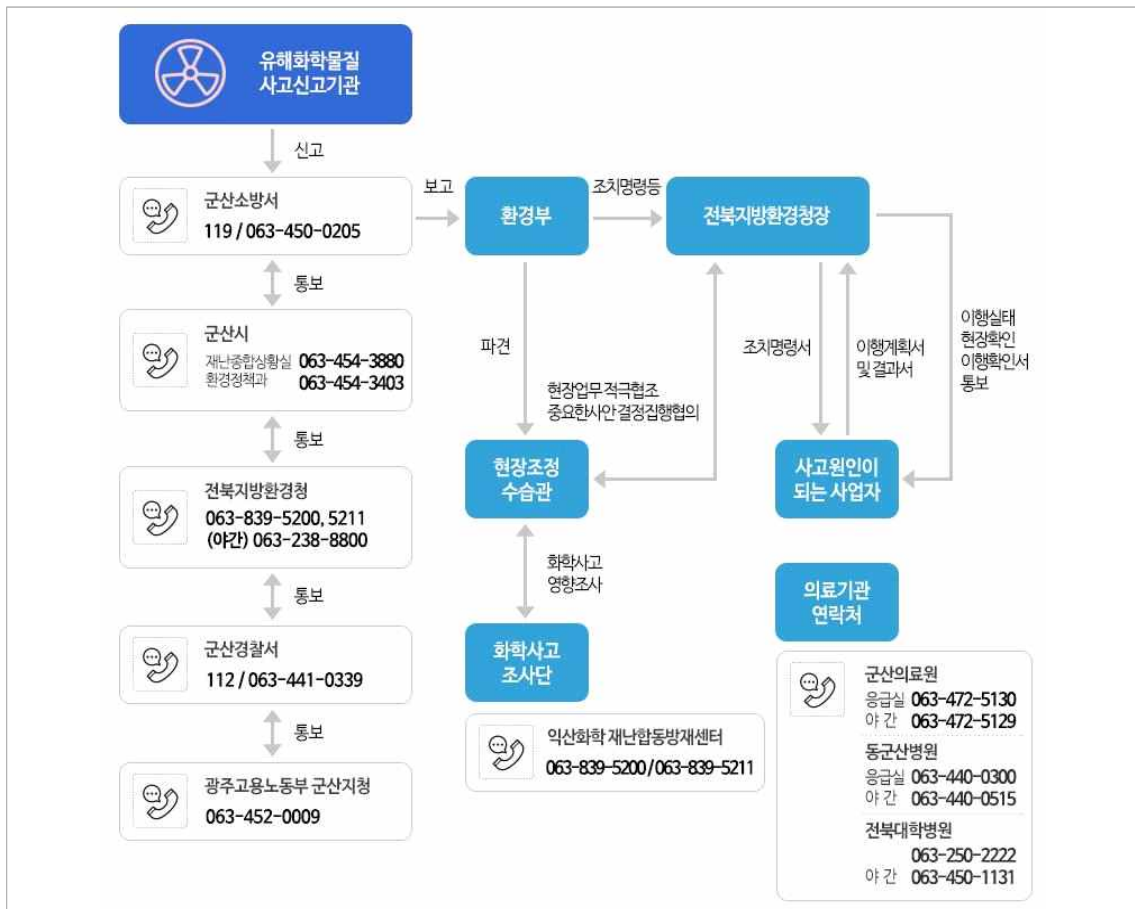 유해화학물질
사고신고기관
신고
군산소방서
119 / 063-450-0205
통보
군산시
재난종합상황실 063-454-3880
환경정책과 063-454-3403
통보
전북지방환경청
063-839-5200, 5211
(야간) 063-238-8800
통보
군산경찰서
112 / 063-441-0339
통보
광주고용노동부 군산지청
063-452-0009
보고
환경부
조치명령등
전북지방환경청장
파견
현장업무 적극협조
중요한사안 결정집행협의
조치명령서
이행계획서
및 결과서
이행실태
현장확인
이행확인서
통보
현장조정
수습관
사고원인이
되는 사업자
화학사고
영향조사
화학사고
조사단
익산화학 재난합동방재센터
063-839-5200 / 063-839-5211
의료기관
연락처
군산의료원
응급실 063-472-5130
야 간 063-472-5129
동군산병원
응급실 063-440-0300
야 간 063-440-0515
전북대학병원
063-250-2222
야 간 063-450-1131